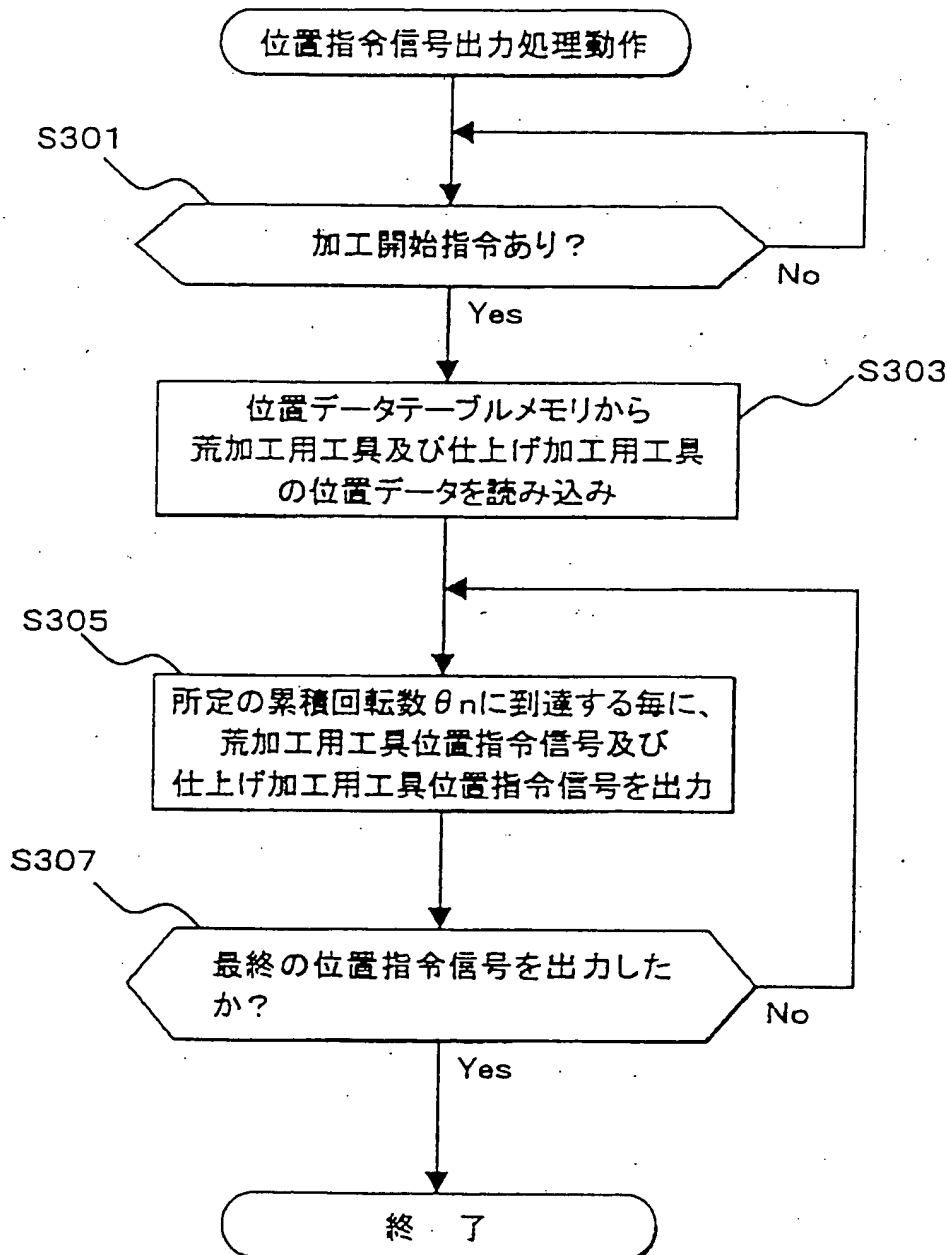 位置指令信号出力処理動作
S301
加工開始指令あり?
No
Yes
S303
位置データテーブルメモリから
荒加工用工具及び仕上げ加工用工具
の位置データを読み込み
S305
所定の累積回転数θnに到達する毎に、
荒加工用工具位置指令信号及び
仕上げ加工用工具位置指令信号を出力
S307
最終の位置指令信号を出力した
か?
No
Yes
終 了